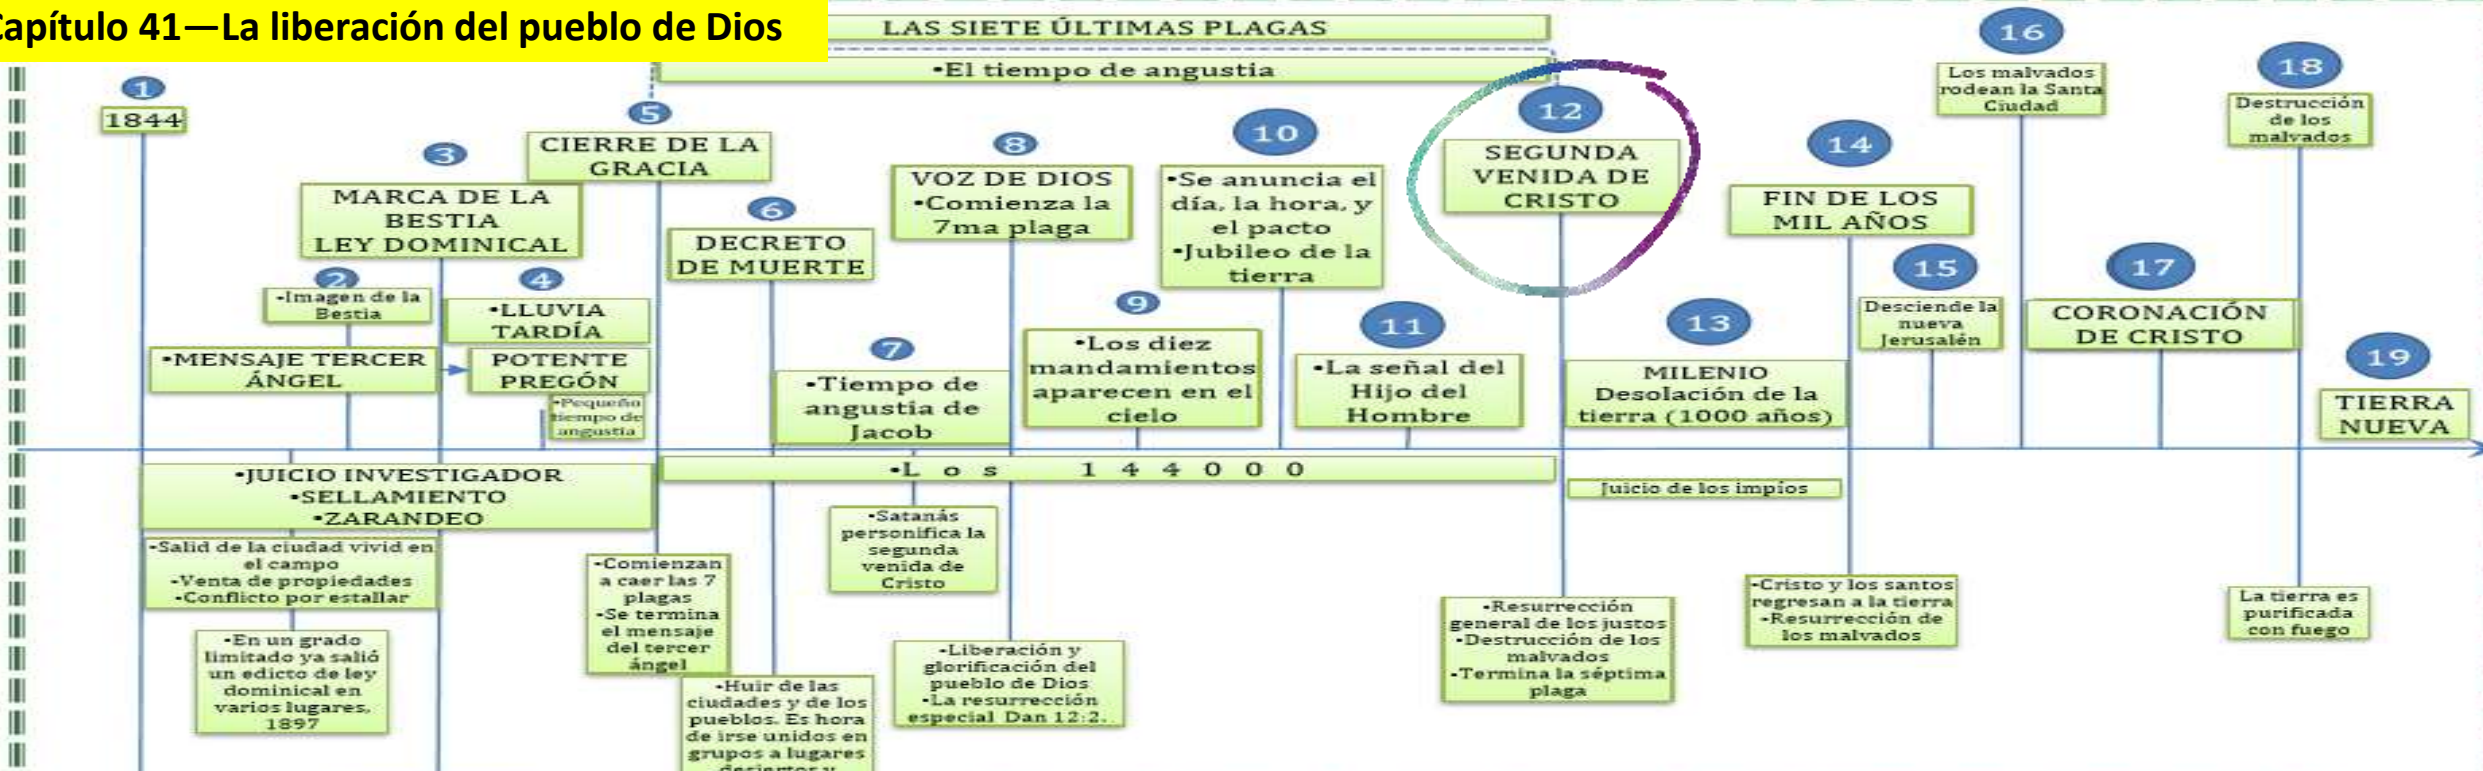 Capítulo 41—La liberación del pueblo de Dios
LAS SIETE ÚLTIMAS PLAGAS
•El tiempo de angustia
1
1844
2
•Imagen de la
Bestia
3
MARCA DE LA
BESTIA
LEY DOMINICAL
•MENSAJE TERCER
ÁNGEL
4
•LLUVIA
TARDÍA
POTENTE
PREGÓN
•Pequeño
tiempo de
angustia
5
CIERRE DE LA
GRACIA
6
DECRETO
DE MUERTE
7
•Tiempo de
angustia de
Jacob
8
VOZ DE DIOS
•Comienza la
7ma plaga
9
•Los diez
mandamientos
aparecen en el
cielo
10
•Se anuncia el
día, la hora, y
el pacto
•Jubileo de la
tierra
11
•La señal del
Hijo del
Hombre
12
SEGUNDA
VENIDA DE
CRISTO
13
MILENIO
Desolación de la
tierra (1000 años)
14
FIN DE LOS
MIL AÑOS
15
Desciende la
nueva
Jerusalén
16
Los malvados
rodean la Santa
Ciudad
17
CORONACIÓN
DE CRISTO
18
Destrucción
de los
malvados
19
TIERRA
NUEVA
•JUICIO INVESTIGADOR
•SELLAMIENTO
•ZARANDEO
•Los 144000
Juicio de los impíos
•Salid de la ciudad vivid en
el campo
•Venta de propiedades
•Conflicto por estallar
•En un grado
limitado ya salió
un edicto de ley
dominical en
varios lugares,
1897
•Comienzan
a caer las 7
plagas
•Se termina
el mensaje
del tercer
ángel
•Huir de las
ciudades y de los
pueblos. Es hora
de irse unidos en
grupos a lugares
desiertos y
•Satanás
personifica la
segunda
venida de
Cristo
•Liberación y
glorificación del
pueblo de Dios
•La resurrección
especial Dan 12:2.
•Resurrección
general de los justos
•Destrucción de los
malvados
•Termina la séptima
plaga
•Cristo y los santos
regresan a la tierra
•Resurrección de
los malvados
La tierra es
purificada
con fuego